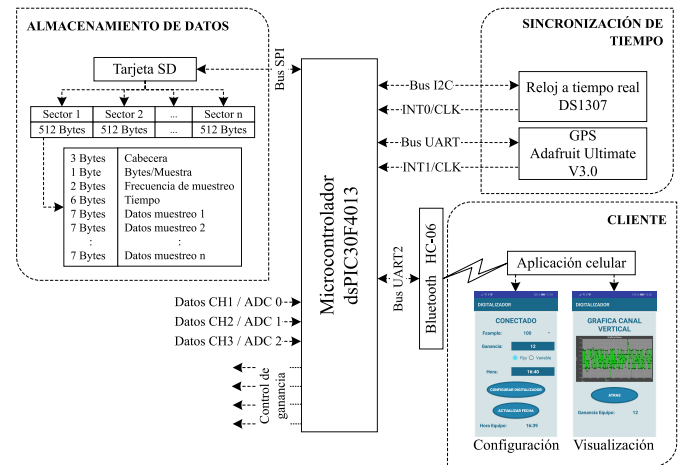 ALMACENAMIENTO DE DATOS
Tarjeta SD
Sector 1 Sector 2 ... Sector n
512 Bytes 512 Bytes ... 512 Bytes
3 Bytes Cabecera
1 Byte Bytes/Muestra
2 Bytes Frecuencia de muestreo
6 Bytes Tiempo
7 Bytes Datos muestreo 1
7 Bytes Datos muestreo 2
: :
7 Bytes Datos muestreo n
Bus SPI
Microcontrolador
dsPIC30F4013
Datos CH1 / ADC 0
Datos CH2 / ADC 1
Datos CH3 / ADC 2
Control de
ganancia
SINCRONIZACIÓN DE
TIEMPO
Bus I2C
INT0/CLK
Reloj a tiempo real
DS1307
Bus UART
INT1/CLK
GPS
Adafruit Ultimate
V3.0
Bus UART2
Bluetooth HC-06
CLIENTE
Aplicación celular
DIGITALIZADOR
CONECTADO
Fsample: 100
Ganancia: 12
Fija Variable
Hora: 16:40
CONFIGURAR DIGITALIZADOR
ACTUALIZAR FECHA
Hora Equipo: 16:39
Configuración
DIGITALIZADOR
GRAFICA CANAL
VERTICAL
ATRAS
Ganancia Equipo: 12
Visualización